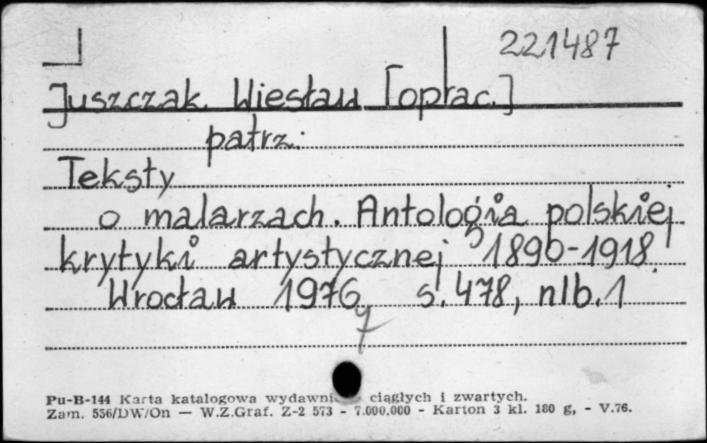 221487
Juszczak Wiesław [oprac.]
patrz:
Teksty
o malarzach. Antologia polskiej
krytyki artystycznej 1890-1918.
Wrocław 1976, s. 478, nlb. 1
7
Pu-B-144 Karta katalogowa wydawni ciągłych i zwartych.
Zam. 556/DW/On — W.Z.Graf. Z-2 573 - 7.000.000 - Karton 3 kl. 180 g, - V.76.